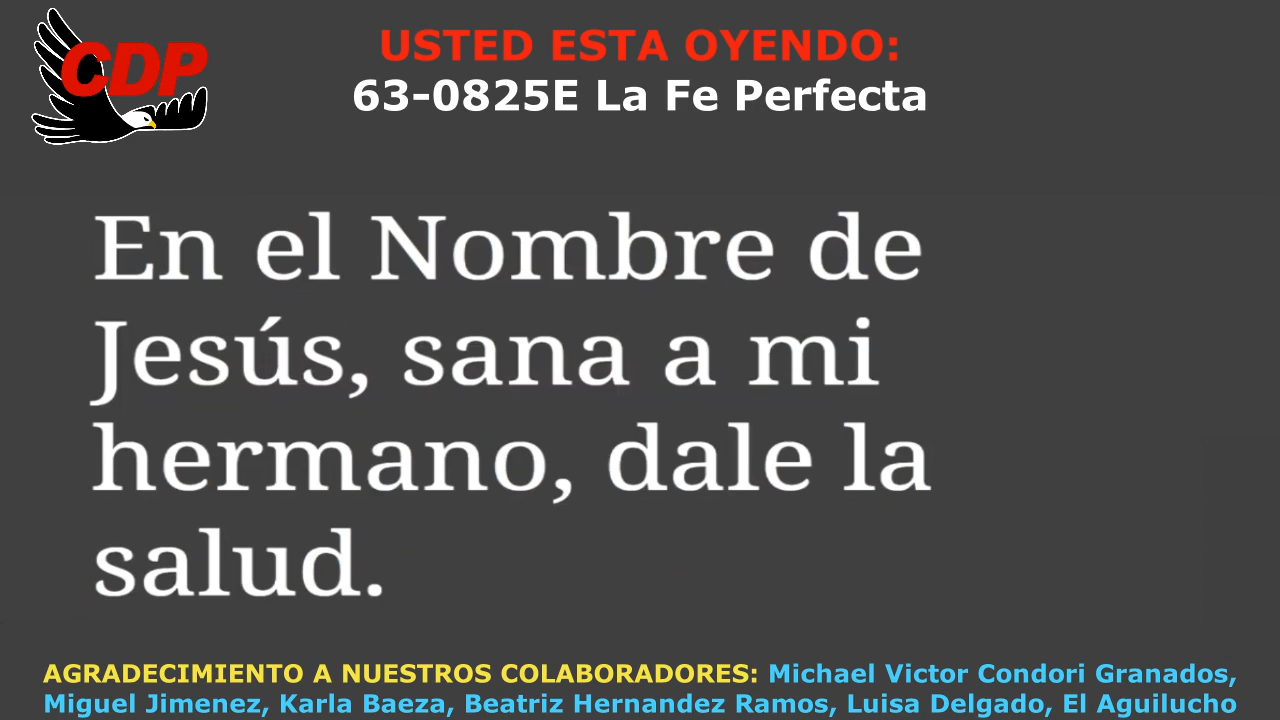 CDP
USTED ESTA OYENDO:
63-0825E La Fe Perfecta
En el Nombre de
Jesús, sana a mi
hermano, dale la
salud.
AGRADECIMIENTO A NUESTROS COLABORADORES: Michael Victor Condori Granados,
Miguel Jimenez, Karla Baeza, Beatriz Hernandez Ramos, Luisa Delgado, El Aguilucho